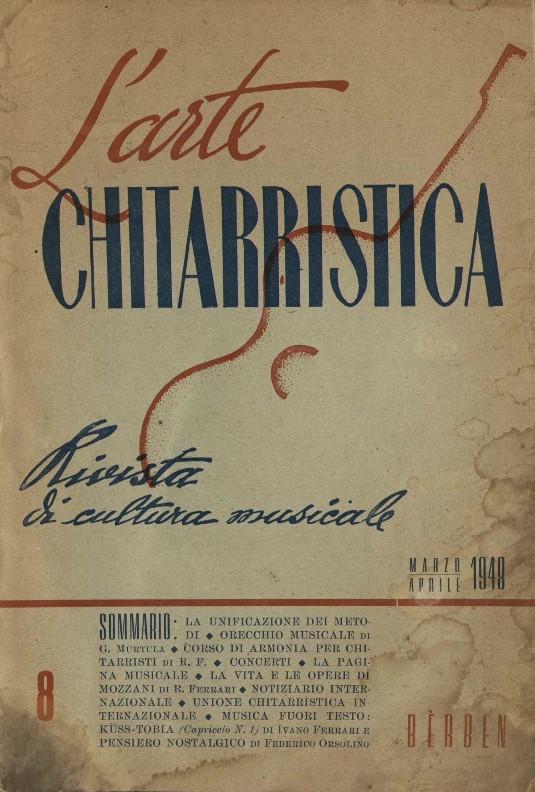 L'arte
CHITARRISTICA
Rivista
di cultura musicale
MARZO
APRILE 1948
SOMMARIO: LA UNIFICAZIONE DEI METO-
DI ◆ ORECCHIO MUSICALE DI
G. MURTULA ◆ CORSO DI ARMONIA PER CHI-
TARRISTI DI R. F. ◆ CONCERTI ◆ LA PAGI-
NA MUSICALE ◆ LA VITA E LE OPERE DI
MOZZANI DI R. FERRARI ◆ NOTIZIARIO INTER-
NAZIONALE ◆ UNIONE CHITARRISTICA IN-
TERNAZIONALE ◆ MUSICA FUORI TESTO:
KÜSS-TOBIA (Capriccio N. 1) DI IVANO FERRARI E
PENSIERO NOSTALGICO DI FEDERICO ORSOLINO
8
BÈRBEN